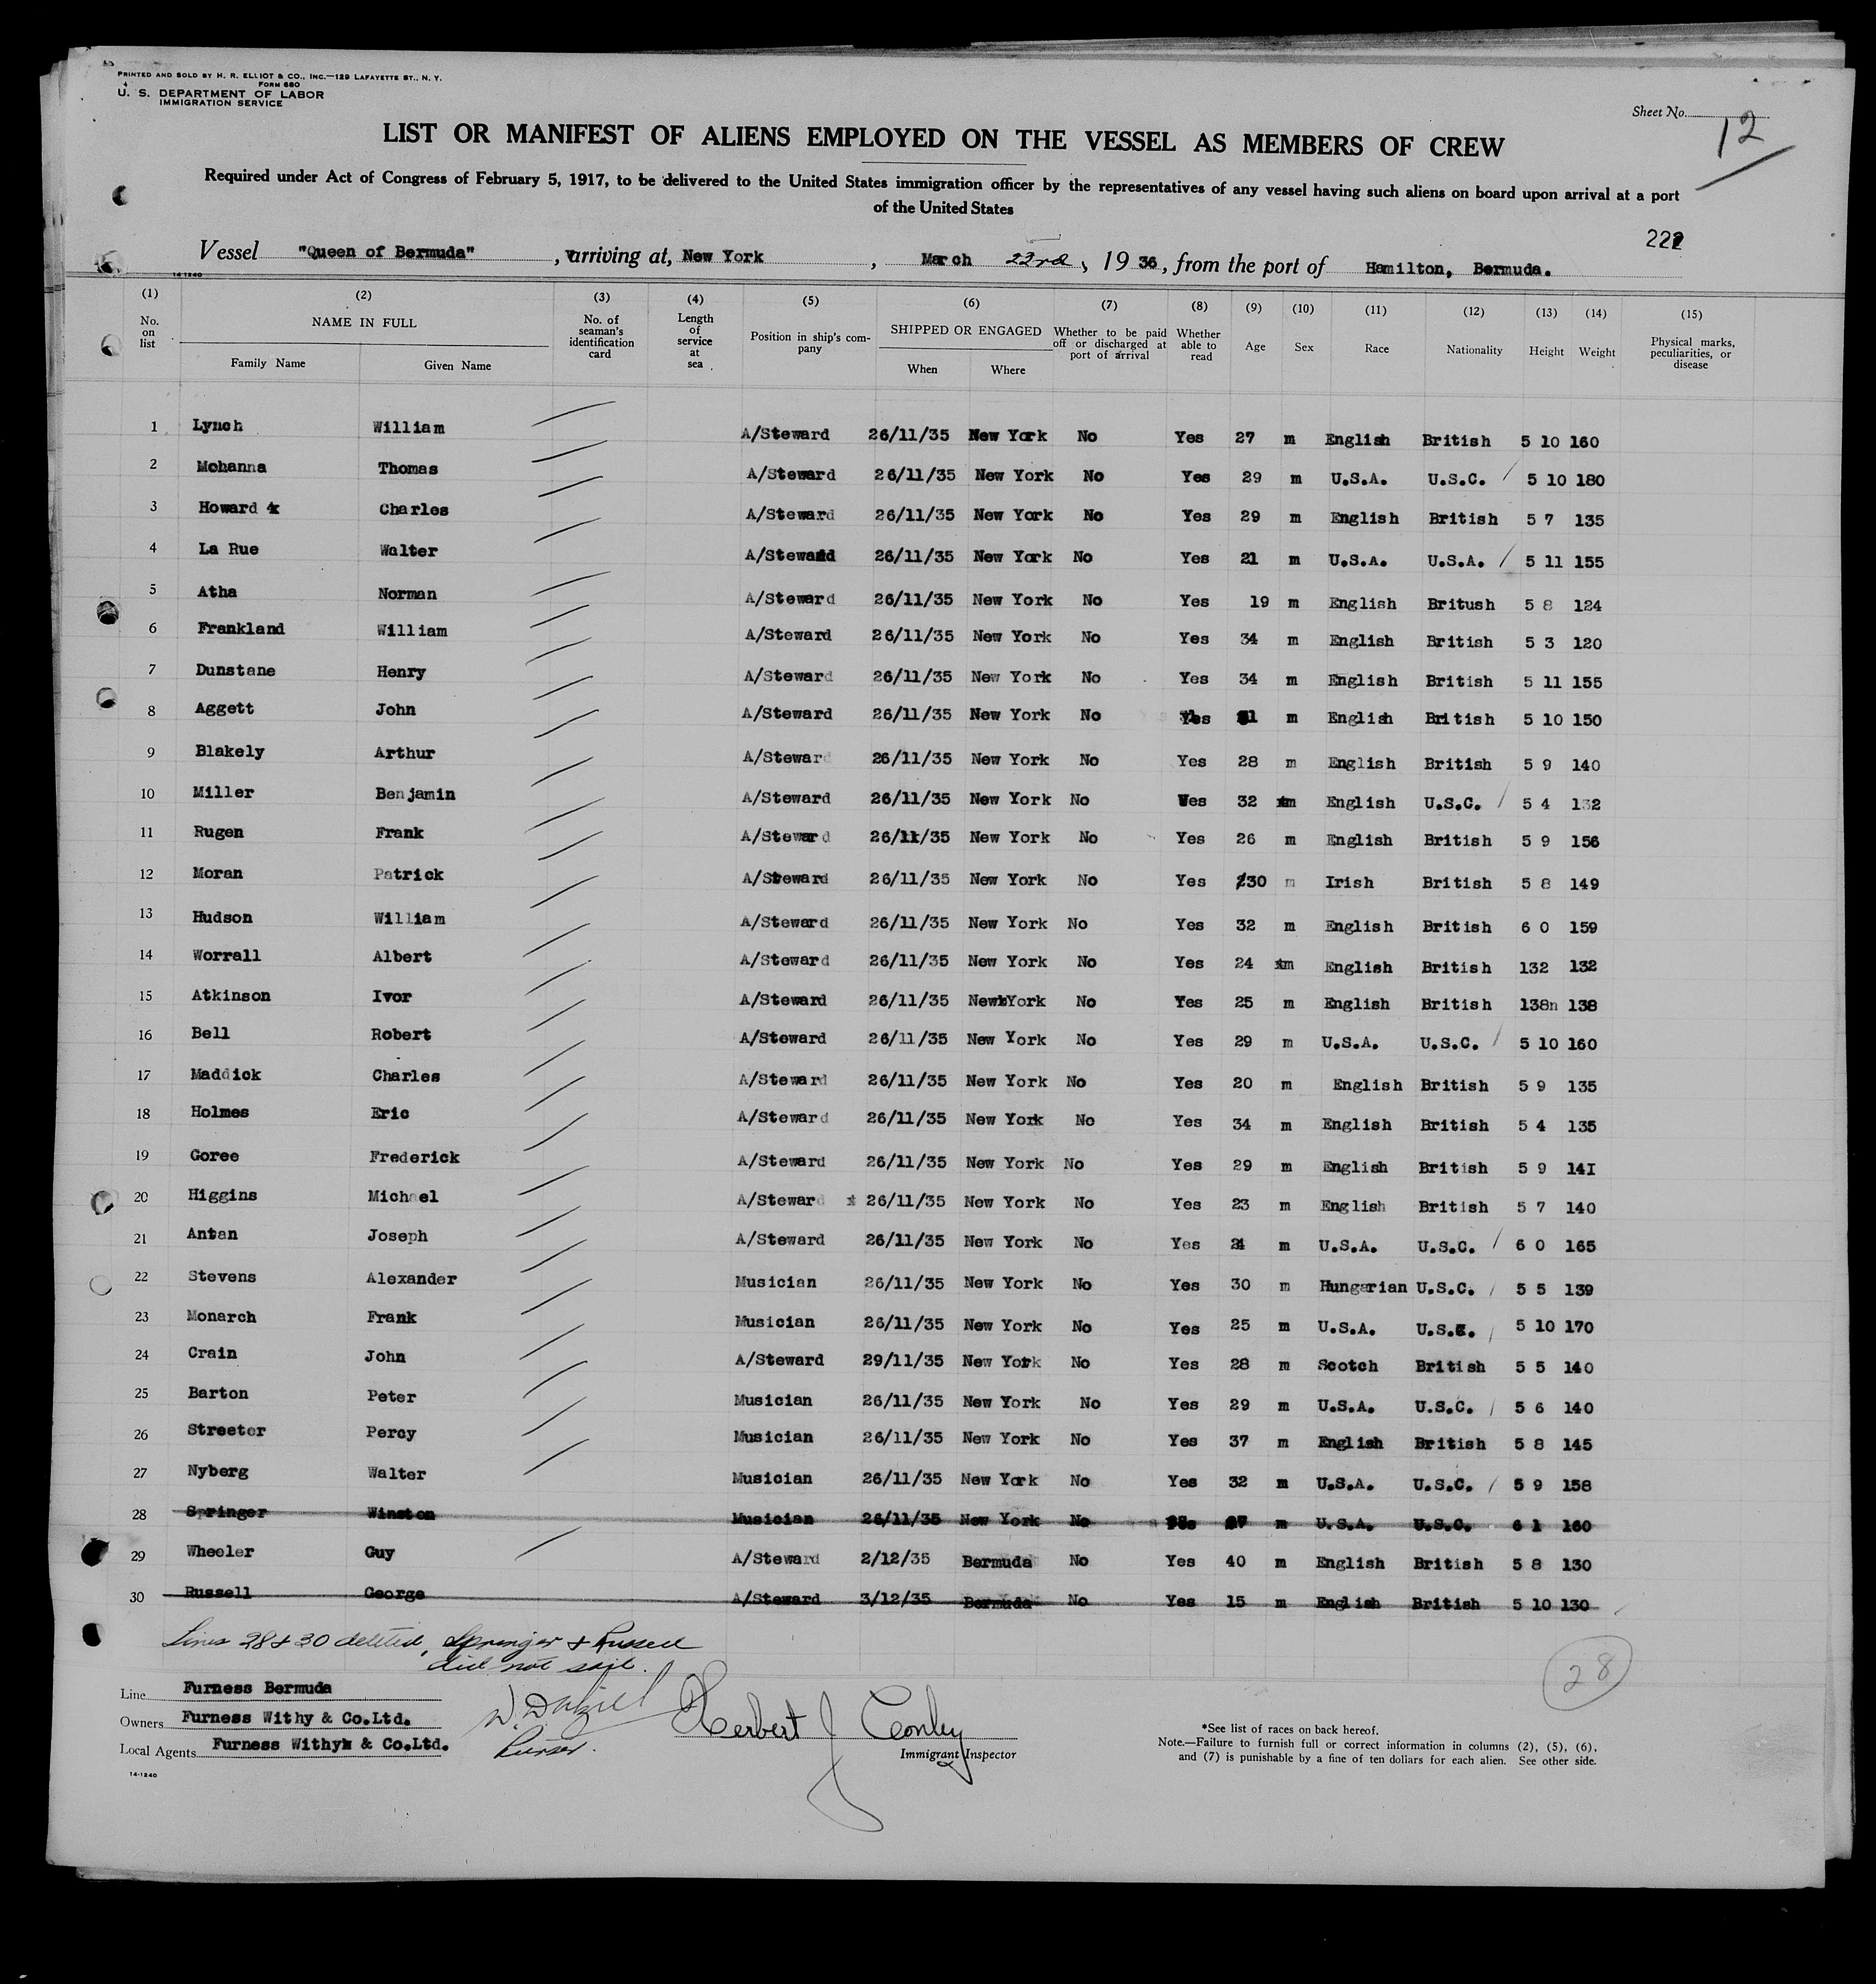 PRINTED AND SOLD BY H. R. ELLIOT & CO., INC.—129 LAFAYETTE ST., N. Y.
FORM 680
U. S. DEPARTMENT OF LABOR
IMMIGRATION SERVICE
Sheet No. 12
LIST OR MANIFEST OF ALIENS EMPLOYED ON THE VESSEL AS MEMBERS OF CREW
Required under Act of Congress of February 5, 1917, to be delivered to the United States immigration officer by the representatives of any vessel having such aliens on board upon arrival at a port
of the United States
222
Vessel "Queen of Bermuda", arriving at, New York, March 22rd, 1936, from the port of Hamilton, Bermuda.
14-1240
(1) (2) (3) (4) (5) (6) (7) (8) (9) (10) (11) (12) (13) (14) (15)
No. on list NAME IN FULL Family Name Given Name No. of seaman's identification card Length of service at sea Position in ship's company SHIPPED OR ENGAGED When Where Whether to be paid off or discharged at port of arrival Whether able to read Age Sex Race Nationality Height Weight Physical marks, peculiarities, or disease
1 Lynch William A/Steward 26/11/35 New York No Yes 27 m English British 5 10 160
2 Mohanna Thomas A/Steward 26/11/35 New York No Yes 29 m U.S.A. U.S.C. / 5 10 180
3 Howard Charles A/Steward 26/11/35 New York No Yes 29 m English British 5 7 135
4 La Rue Walter A/Steward 26/11/35 New York No Yes 21 m U.S.A. U.S.A. / 5 11 155
5 Atha Norman A/Steward 26/11/35 New York No Yes 19 m English Britush 5 8 124
6 Frankland William A/Steward 26/11/35 New York No Yes 34 m English British 5 3 120
7 Dunstane Henry A/Steward 26/11/35 New York No Yes 34 m English British 5 11 155
8 Aggett John A/Steward 26/11/35 New York No Yes m English British 5 10 150
9 Blakely Arthur A/Steward 26/11/35 New York No Yes 28 m English British 5 9 140
10 Miller Benjamin A/Steward 26/11/35 New York No Yes 32 m English U.S.C. / 5 4 132
11 Rugen Frank A/Steward 26/11/35 New York No Yes 26 m English British 5 9 156
12 Moran Patrick A/Steward 26/11/35 New York No Yes 30 m Irish British 5 8 149
13 Hudson William A/Steward 26/11/35 New York No Yes 32 m English British 6 0 159
14 Worrall Albert A/Steward 26/11/35 New York No Yes 24 m English British 132 132
15 Atkinson Ivor A/Steward 26/11/35 New York No Yes 25 m English British 138n 138
16 Bell Robert A/Steward 26/11/35 New York No Yes 29 m U.S.A. U.S.C. / 5 10 160
17 Maddick Charles A/Steward 26/11/35 New York No Yes 20 m English British 5 9 135
18 Holmes Eric A/Steward 26/11/35 New York No Yes 34 m English British 5 4 135
19 Goree Frederick A/Steward 26/11/35 New York No Yes 29 m English British 5 9 14I
20 Higgins Michael A/Steward 26/11/35 New York No Yes 23 m English British 5 7 140
21 Antan Joseph A/Steward 26/11/35 New York No Yes m U.S.A. U.S.C. / 6 0 165
22 Stevens Alexander Musician 26/11/35 New York No Yes 30 m Hungarian U.S.C. / 5 5 139
23 Monarch Frank Musician 26/11/35 New York No Yes 25 m U.S.A. U.S.C. / 5 10 170
24 Crain John A/Steward 29/11/35 New York No Yes 28 m Scotch British 5 5 140
25 Barton Peter Musician 26/11/35 New York No Yes 29 m U.S.A. U.S.C. / 5 6 140
26 Streeter Percy Musician 26/11/35 New York No Yes 37 m English British 5 8 145
27 Nyberg Walter Musician 26/11/35 New York No Yes 32 m U.S.A. U.S.C. / 5 9 158
28 Springer Winston Musician 26/11/35 New York No m U.S.A. U.S.C. 6 1 160
29 Wheeler Guy A/Steward 2/12/35 Bermuda No Yes 40 m English British 5 8 130
30 Russell George A/Steward 3/12/35 Bermuda No Yes 15 m English British 5 10 130
Lines 28 & 30 deleted, Springer & Russell
did not sail.
28
Line Furness Bermuda
Owners Furness Withy & Co.Ltd.
Local Agents Furness Withy & Co.Ltd.
Purser.
Herbert J Conley
Immigrant Inspector
*See list of races on back hereof.
Note.—Failure to furnish full or correct information in columns (2), (5), (6),
and (7) is punishable by a fine of ten dollars for each alien. See other side.
14-1240